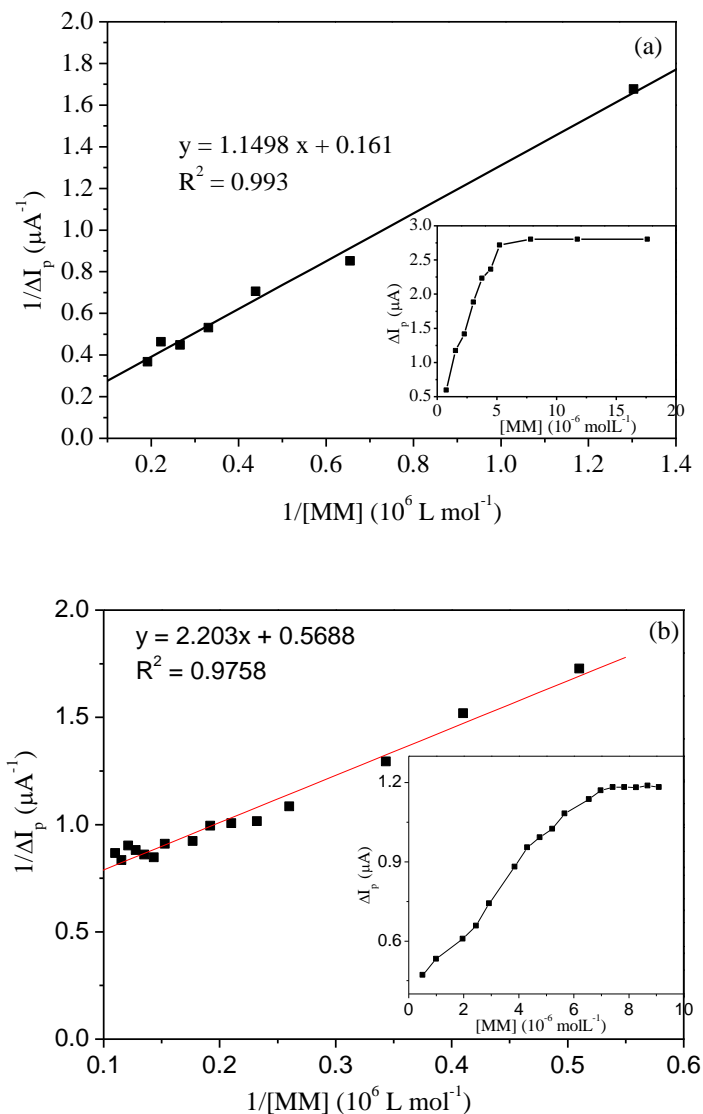 (a)
y = 1.1498 x + 0.161
R² = 0.993
1/ΔIₚ (μA⁻¹)
2.0
1.8
1.6
1.4
1.2
1.0
0.8
0.6
0.4
0.2
0.0
0.2 0.4 0.6 0.8 1.0 1.2 1.4
1/[MM] (10⁶ L mol⁻¹)
ΔIₚ (μA)
3.0
2.5
2.0
1.5
1.0
0.5
0 5 10 15 20
[MM] (10⁻⁶ molL⁻¹)
(b)
y = 2.203x + 0.5688
R² = 0.9758
1/ΔIₚ (μA⁻¹)
2.0
1.5
1.0
0.5
0.0
0.1 0.2 0.3 0.4 0.5 0.6
1/[MM] (10⁶ L mol⁻¹)
ΔIₚ (μA)
1.2
0.9
0.6
0 2 4 6 8 10
[MM] (10⁻⁶ molL⁻¹)